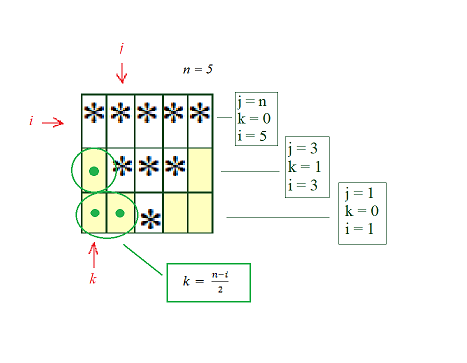 j
n = 5
i
* * * * *
j = n
k = 0
i = 5
* * *
j = 3
k = 1
i = 3
*
j = 1
k = 0
i = 1
k
k = n−i/2